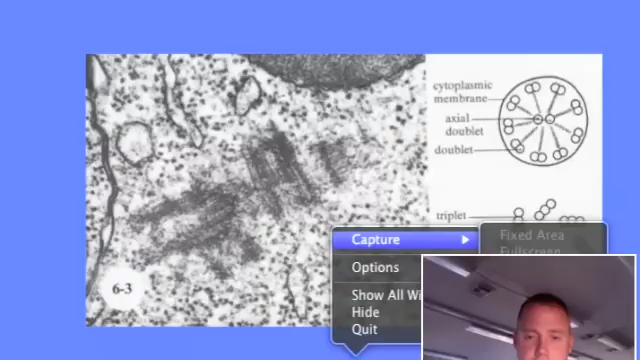 cytoplasmic
membrane
axial
doublet
doublet
triplet
6-3
Capture
Fixed Area
Fullscreen
Options
Show All Wi
Hide
Quit